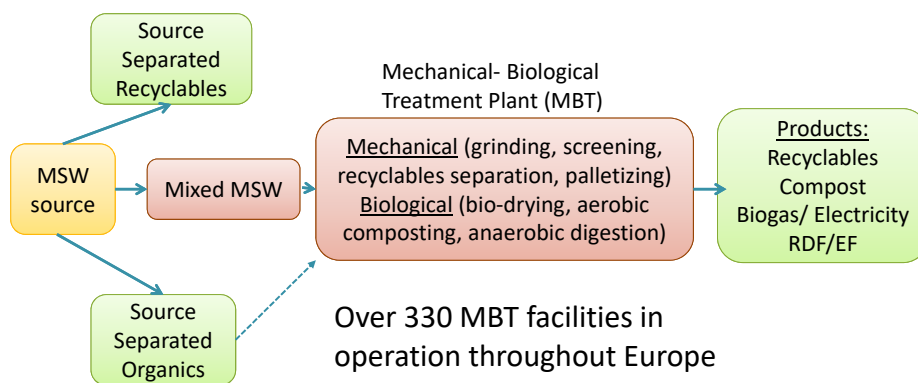 Source
Separated
Recyclables
MSW
source
Mixed MSW
Source
Separated
Organics
Mechanical- Biological
Treatment Plant (MBT)
Mechanical (grinding, screening,
recyclables separation, palletizing)
Biological (bio-drying, aerobic
composting, anaerobic digestion)
Products:
Recyclables
Compost
Biogas/ Electricity
RDF/EF
Over 330 MBT facilities in
operation throughout Europe